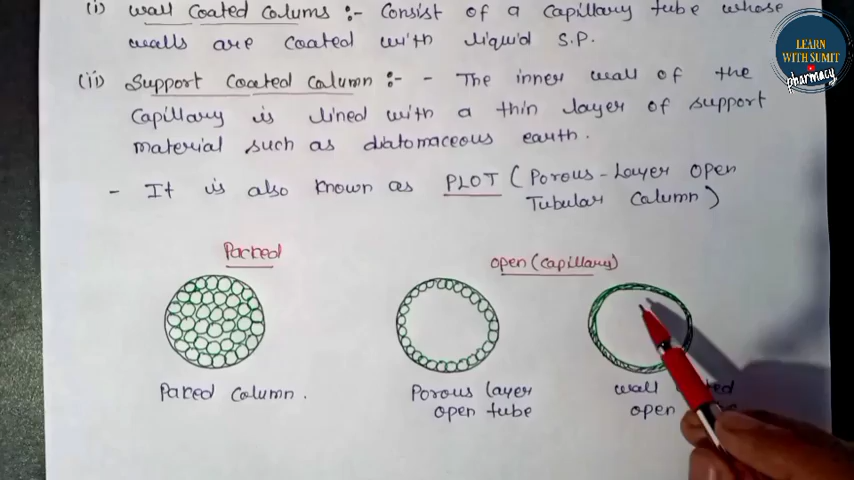 (i) wall coated colums :- Consist of a capillary tube whose
walls are coated with liquid S.P.
(ii) Support Coated Column :- - The inner wall of the
Capillary is lined with a thin layer of support
material such as diatomaceous earth.
- It is also known as PLOT (Porous-Layer Open
Tubular Column)
Packed
open (capillary)
Paced column.
Porous layer
open tube
wall
open
LEARN
WITH SUMIT
pharmacy